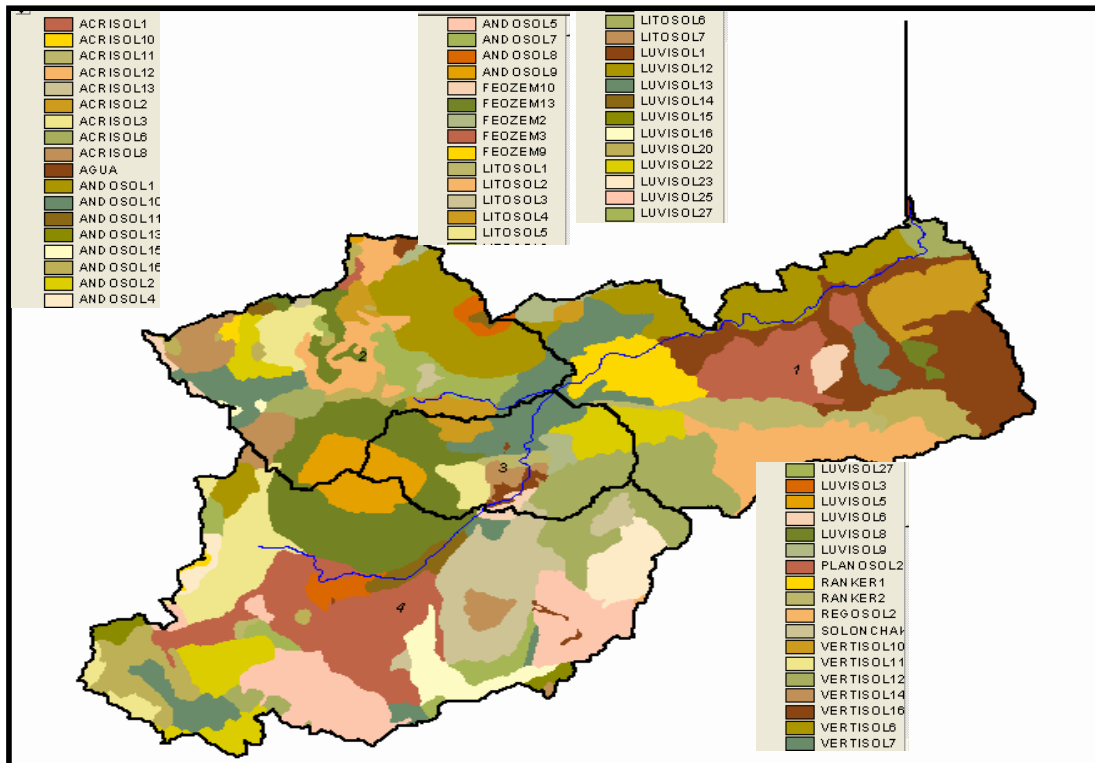 ACRISOL1
ACRISOL10
ACRISOL11
ACRISOL12
ACRISOL13
ACRISOL2
ACRISOL3
ACRISOL6
ACRISOL8
AGUA
ANDOSOL1
ANDOSOL10
ANDOSOL11
ANDOSOL13
ANDOSOL15
ANDOSOL16
ANDOSOL2
ANDOSOL4
ANDOSOL5
ANDOSOL7
ANDOSOL8
ANDOSOL9
FEOZEM10
FEOZEM13
FEOZEM2
FEOZEM3
FEOZEM9
LITOSOL1
LITOSOL2
LITOSOL3
LITOSOL4
LITOSOL5
LITOSOL6
LITOSOL7
LUVISOL1
LUVISOL12
LUVISOL13
LUVISOL14
LUVISOL15
LUVISOL16
LUVISOL20
LUVISOL22
LUVISOL23
LUVISOL25
LUVISOL27
2
1
3
4
LUVISOL27
LUVISOL3
LUVISOL5
LUVISOL6
LUVISOL8
LUVISOL9
PLANOSOL2
RANKER1
RANKER2
REGOSOL2
SOLONCHAK
VERTISOL10
VERTISOL11
VERTISOL12
VERTISOL14
VERTISOL16
VERTISOL6
VERTISOL7